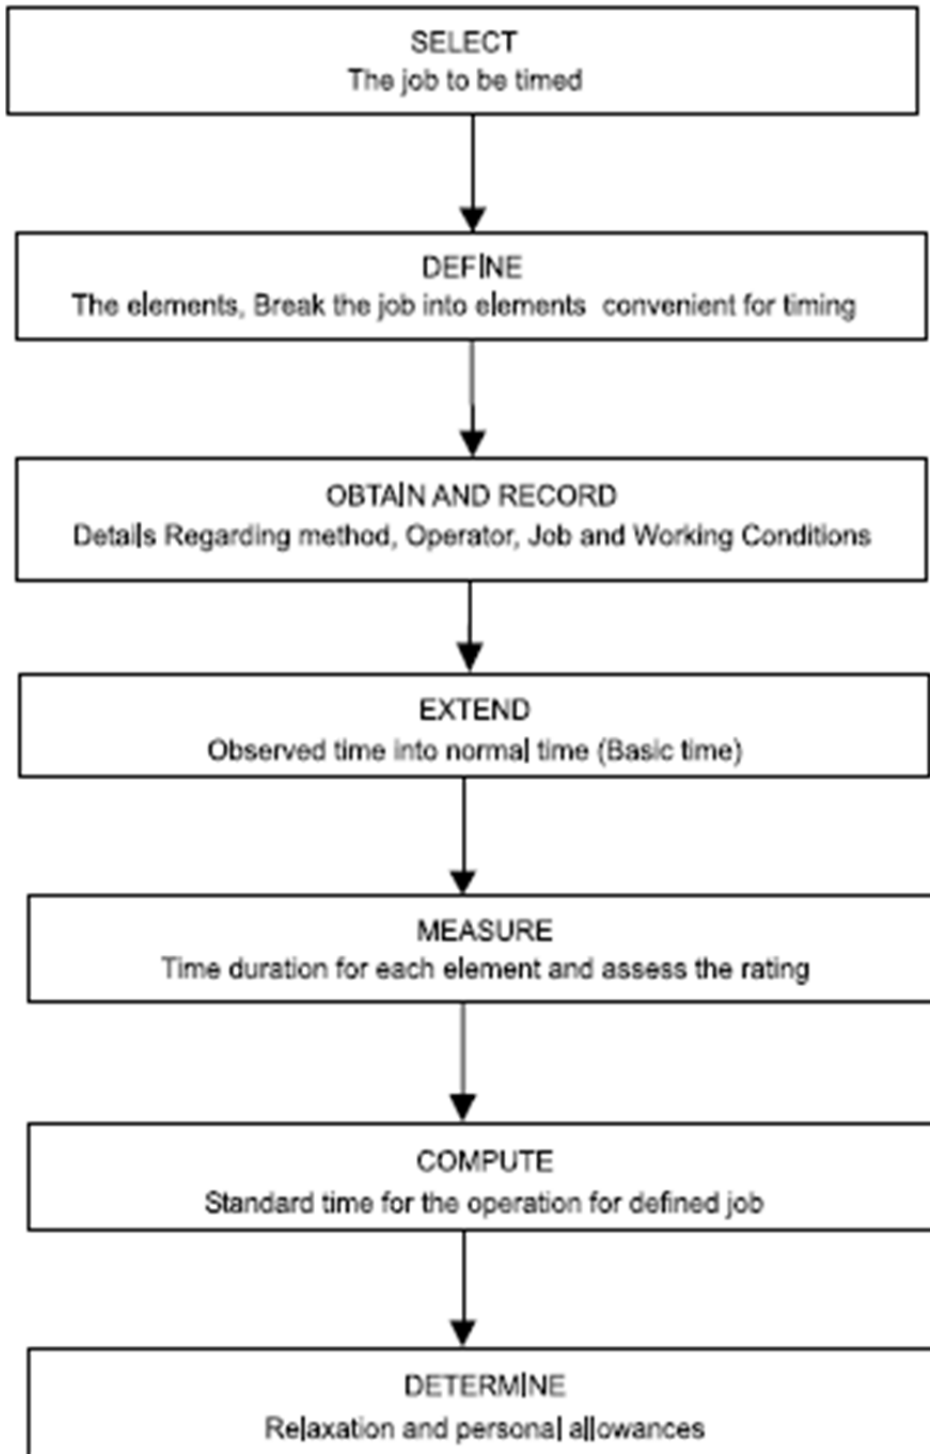 SELECT
The job to be timed
DEFINE
The elements, Break the job into elements convenient for timing
OBTAIN AND RECORD
Details Regarding method, Operator, Job and Working Conditions
EXTEND
Observed time into normal time (Basic time)
MEASURE
Time duration for each element and assess the rating
COMPUTE
Standard time for the operation for defined job
DETERMINE
Relaxation and personal allowances